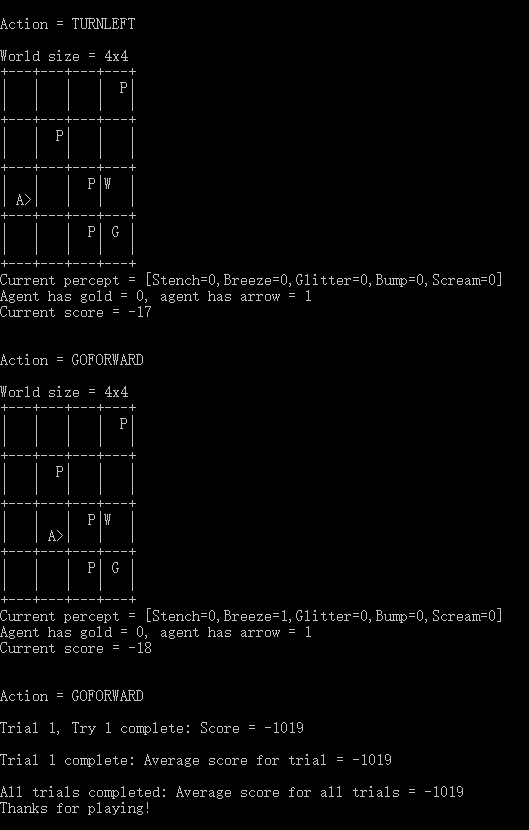 Action = TURNLEFT
World size = 4x4
+---+---+---+---+
|   |   |   |  P|
|   |   |   |   |
+---+---+---+---+
|   |  P|   |   |
|   |   |   |   |
+---+---+---+---+
|   |   |  P|W  |
| A>|   |   |   |
+---+---+---+---+
|   |   |  P| G |
|   |   |   |   |
+---+---+---+---+
Current percept = [Stench=0,Breeze=0,Glitter=0,Bump=0,Scream=0]
Agent has gold = 0, agent has arrow = 1
Current score = -17
Action = GOFORWARD
World size = 4x4
+---+---+---+---+
|   |   |   |  P|
|   |   |   |   |
+---+---+---+---+
|   |  P|   |   |
|   |   |   |   |
+---+---+---+---+
|   |   |  P|W  |
|   | A>|   |   |
+---+---+---+---+
|   |   |  P| G |
|   |   |   |   |
+---+---+---+---+
Current percept = [Stench=0,Breeze=1,Glitter=0,Bump=0,Scream=0]
Agent has gold = 0, agent has arrow = 1
Current score = -18
Action = GOFORWARD
Trial 1, Try 1 complete: Score = -1019
Trial 1 complete: Average score for trial = -1019
All trials completed: Average score for all trials = -1019
Thanks for playing!